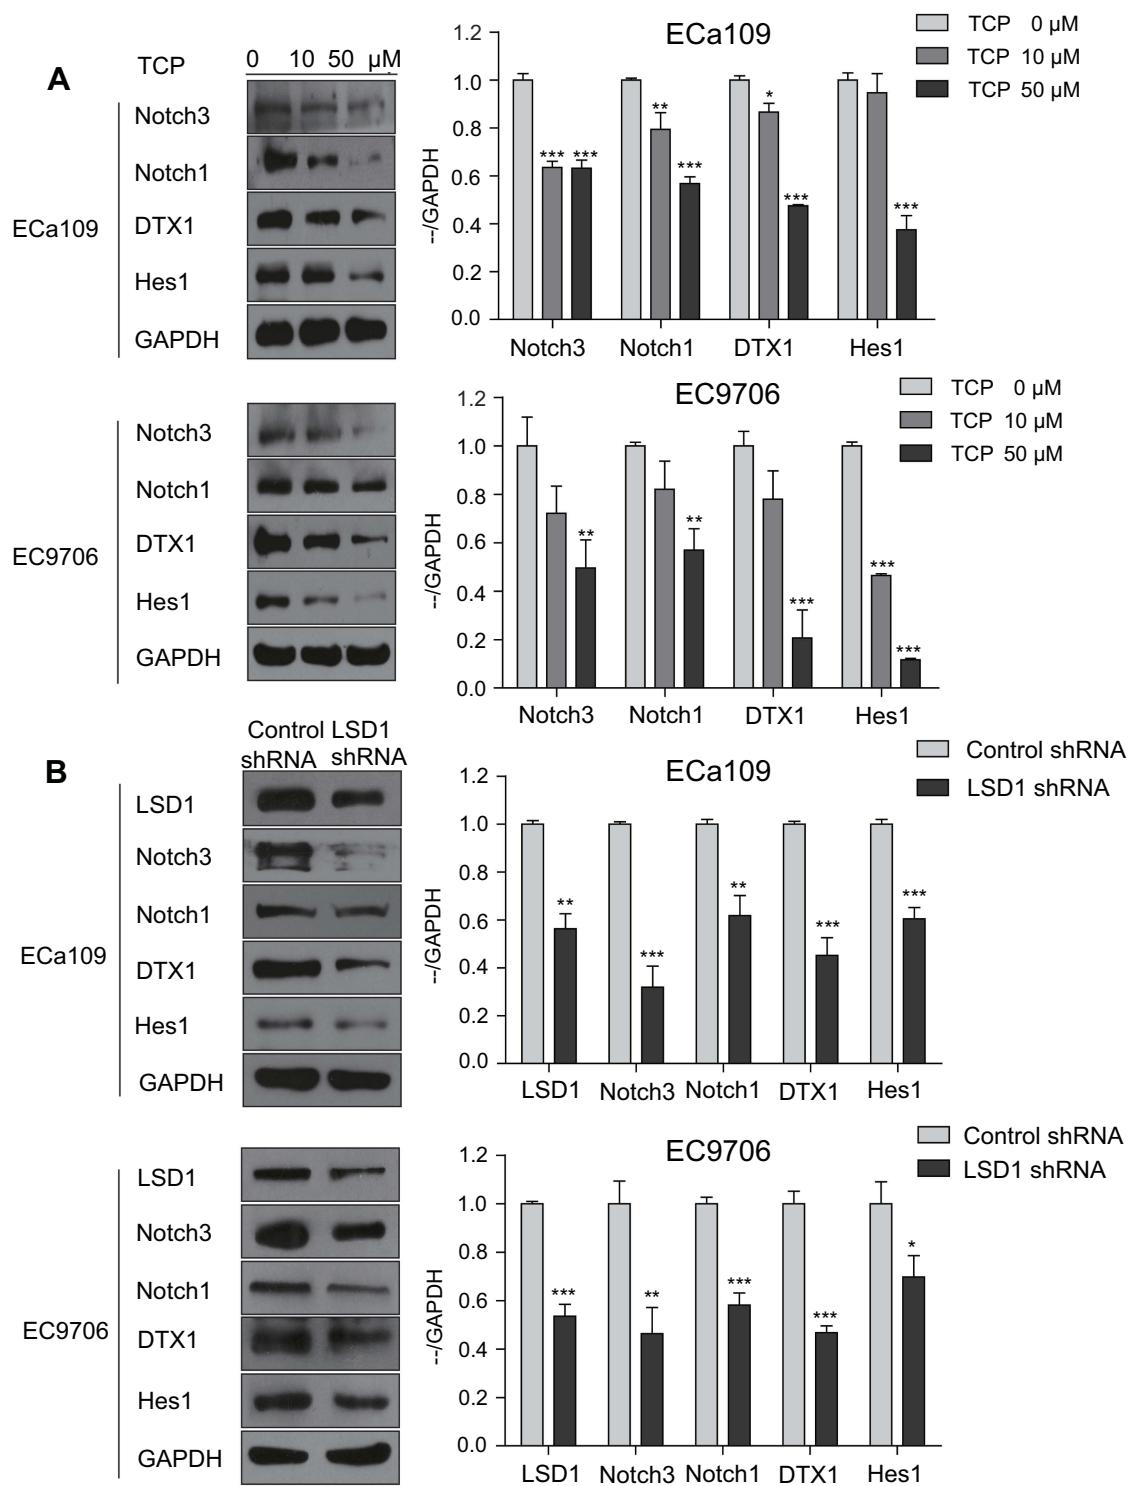 A
TCP 0 10 50 µM
ECa109
Notch3
Notch1
DTX1
Hes1
GAPDH
ECa109
TCP 0 µM
TCP 10 µM
TCP 50 µM
--/GAPDH
1.2
1.0
0.8
0.6
0.4
0.2
0.0
*** ***
** ***
* ***
***
Notch3 Notch1 DTX1 Hes1
EC9706
Notch3
Notch1
DTX1
Hes1
GAPDH
EC9706
TCP 0 µM
TCP 10 µM
TCP 50 µM
--/GAPDH
1.2
1.0
0.8
0.6
0.4
0.2
0.0
**
**
***
*** ***
Notch3 Notch1 DTX1 Hes1
B
Control LSD1
shRNA shRNA
ECa109
LSD1
Notch3
Notch1
DTX1
Hes1
GAPDH
ECa109
Control shRNA
LSD1 shRNA
--/GAPDH
1.2
1.0
0.8
0.6
0.4
0.2
0.0
** *** ** *** ***
LSD1 Notch3 Notch1 DTX1 Hes1
EC9706
LSD1
Notch3
Notch1
DTX1
Hes1
GAPDH
EC9706
Control shRNA
LSD1 shRNA
--/GAPDH
1.2
1.0
0.8
0.6
0.4
0.2
0.0
*** ** *** *** *
LSD1 Notch3 Notch1 DTX1 Hes1